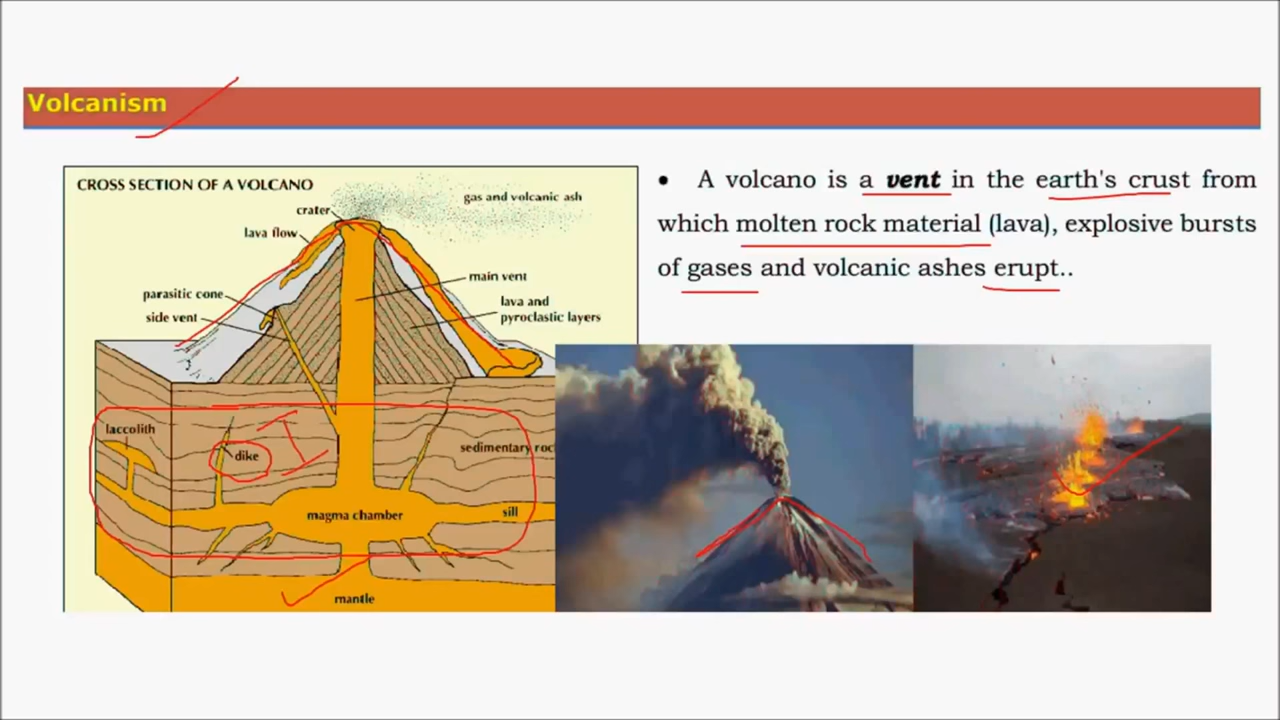 Volcanism
CROSS SECTION OF A VOLCANO
gas and volcanic ash
crater
lava flow
main vent
parasitic cone
side vent
lava and
pyroclastic layers
laccolith
dike
I
sedimentary roc
magma chamber
sill
mantle
• A volcano is a vent in the earth's crust from
which molten rock material (lava), explosive bursts
of gases and volcanic ashes erupt..